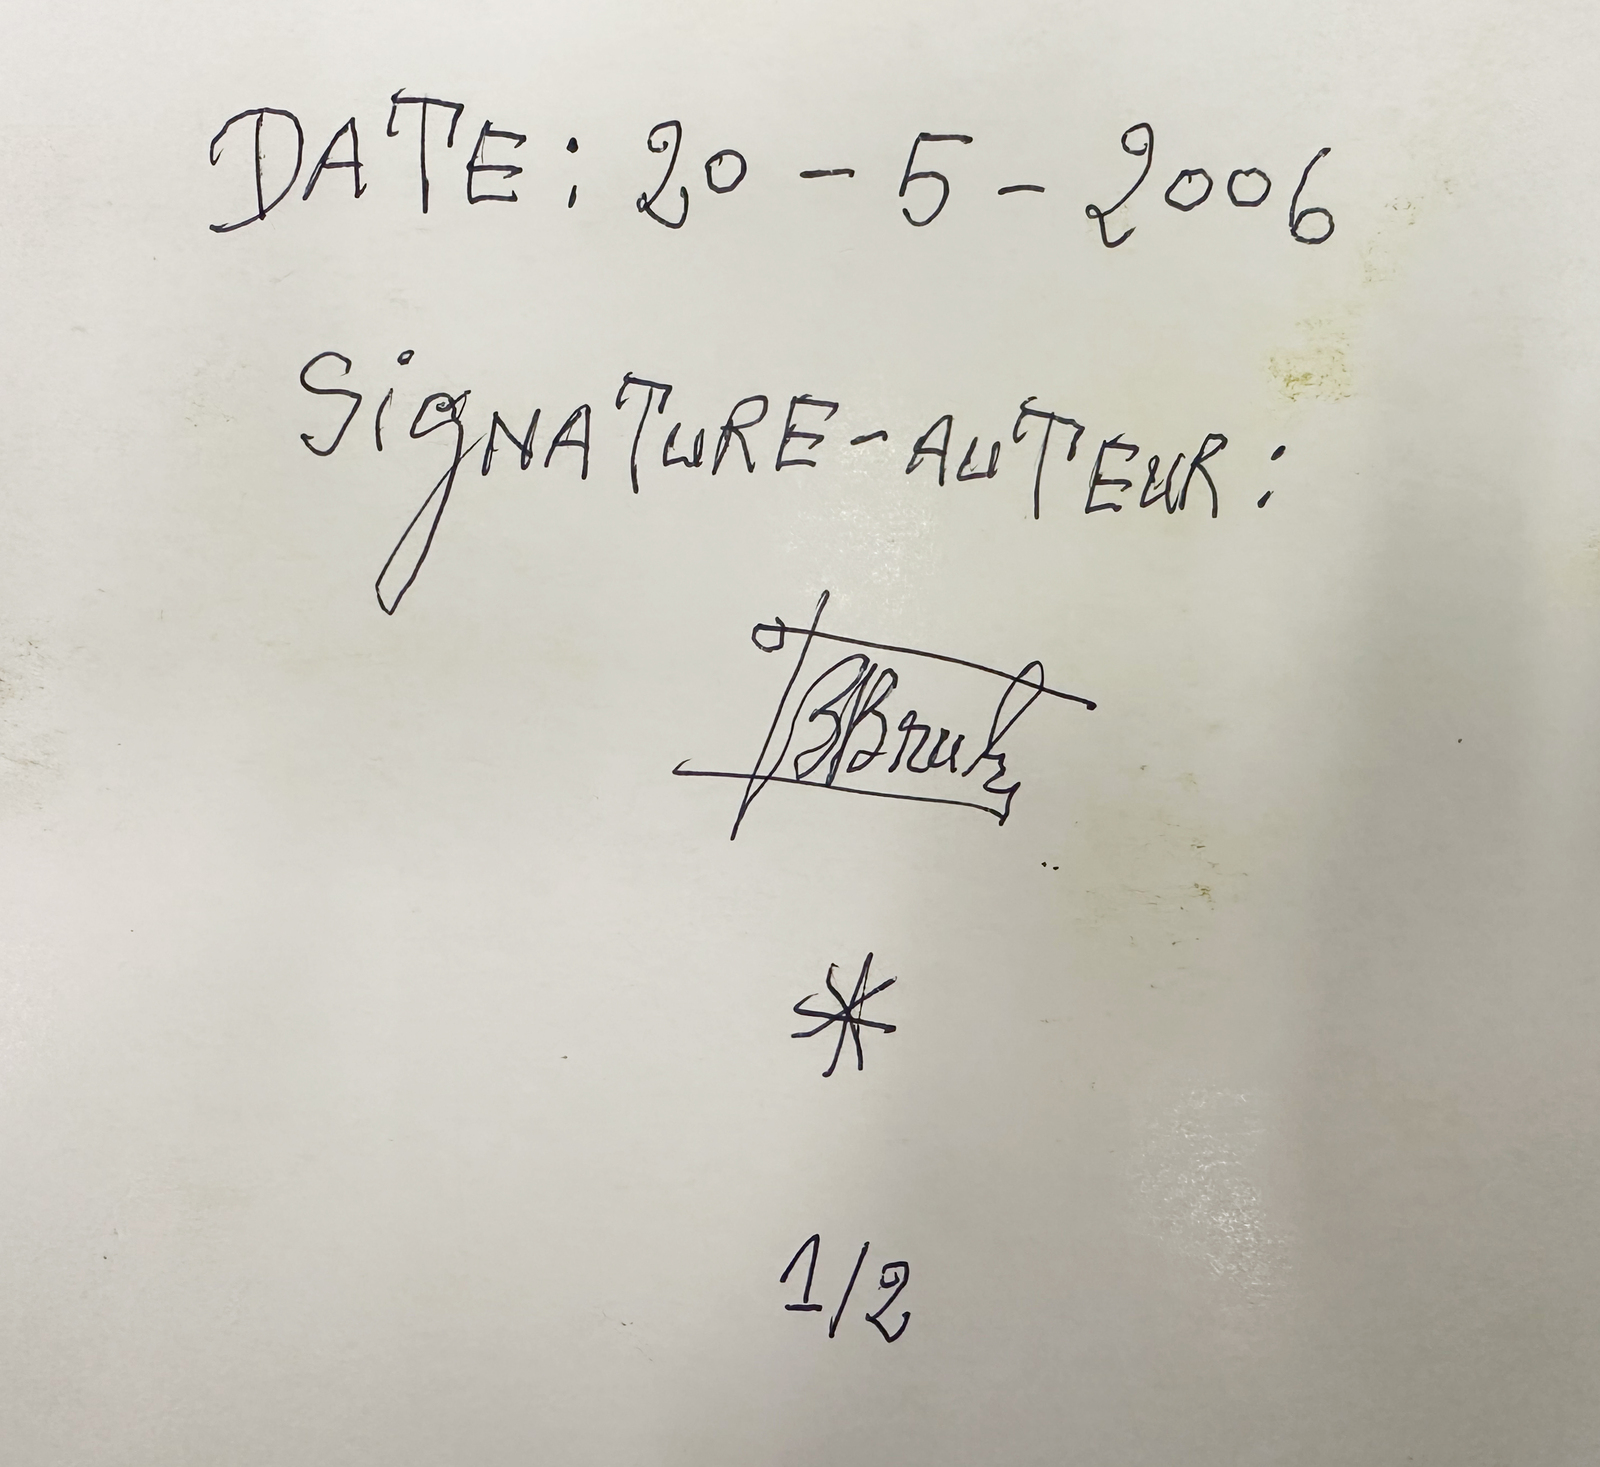 DATE: 20 - 5 - 2006
SigNATuRE-AuTEuR:
*
1/2